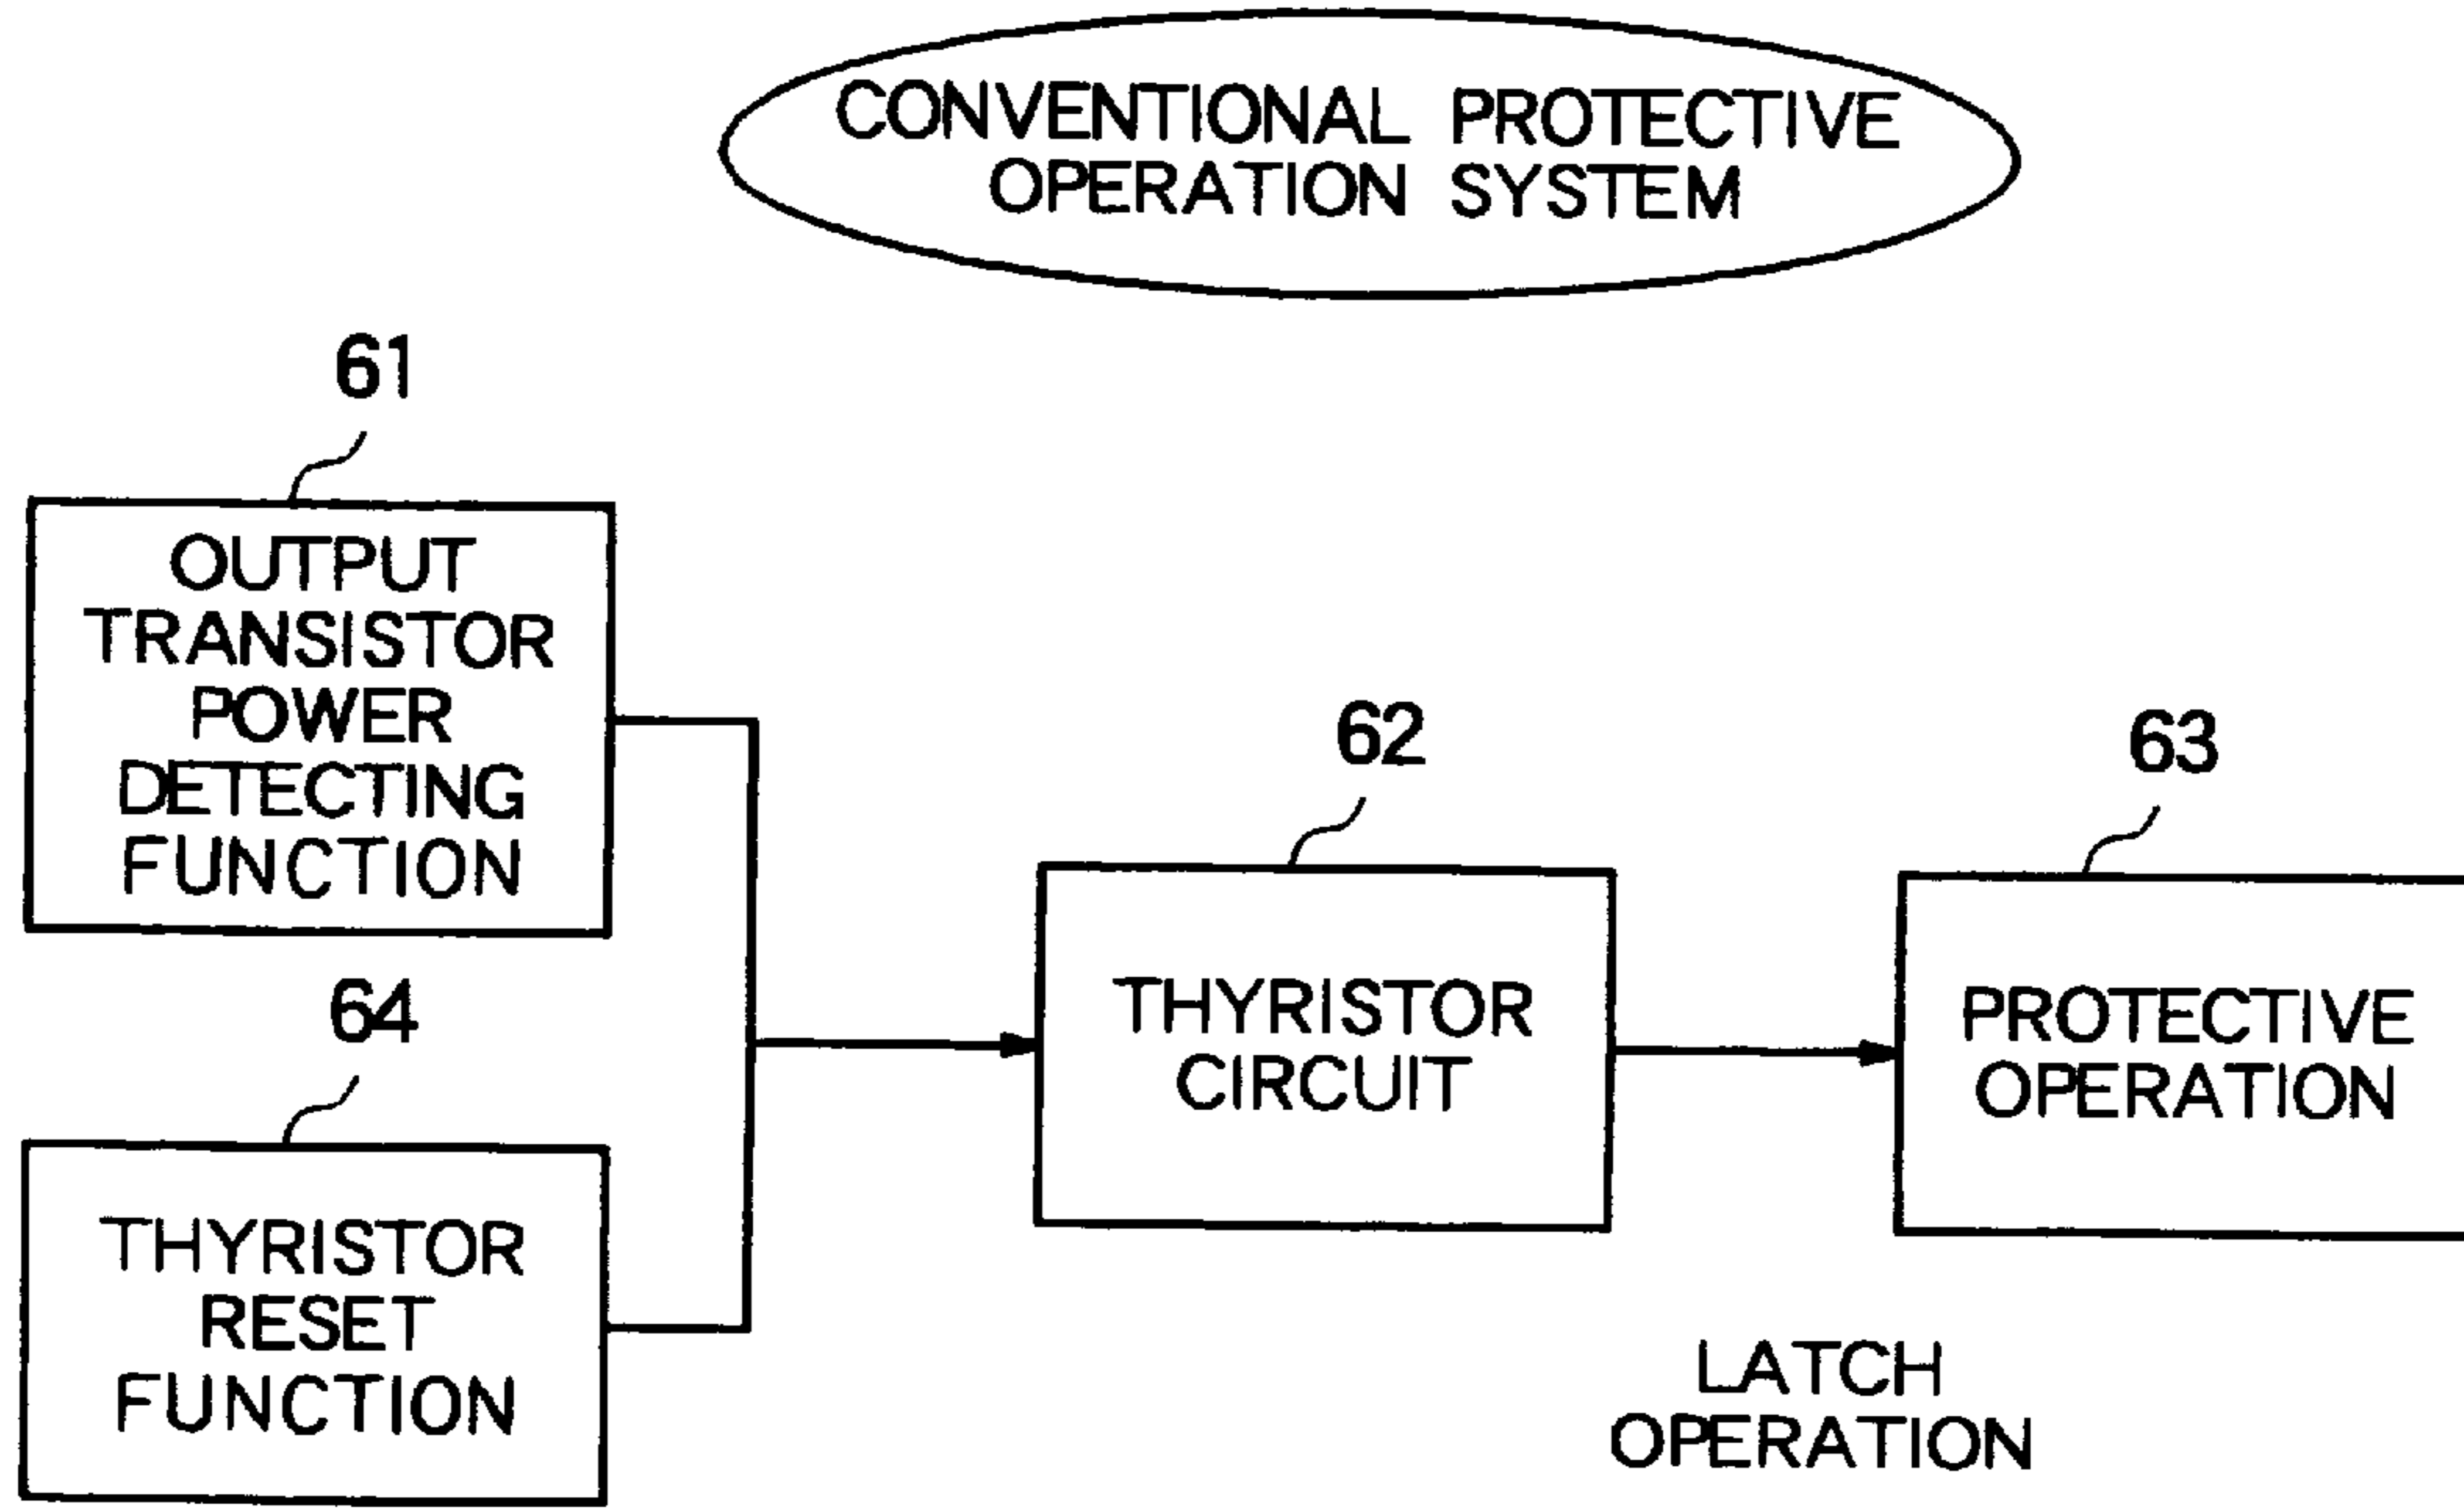 CONVENTIONAL PROTECTIVE
OPERATION SYSTEM
61
OUTPUT
TRANSISTOR
POWER
DETECTING
FUNCTION
62
THYRISTOR
CIRCUIT
63
PROTECTIVE
OPERATION
64
THYRISTOR
RESET
FUNCTION
LATCH
OPERATION